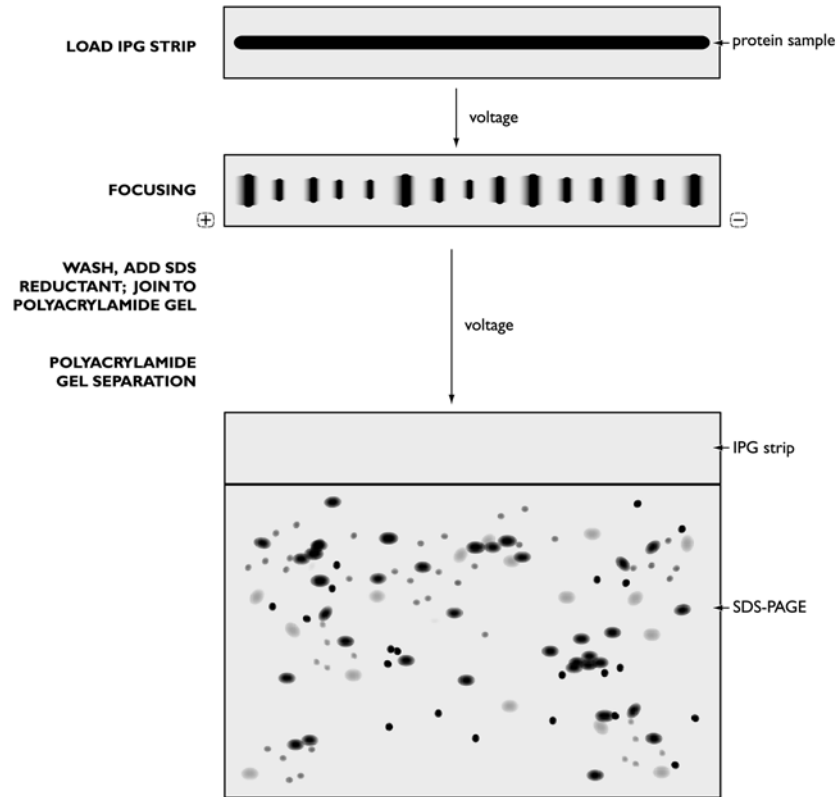 LOAD IPG STRIP
protein sample
voltage
FOCUSING
+
−
WASH, ADD SDS
REDUCTANT; JOIN TO
POLYACRYLAMIDE GEL
voltage
POLYACRYLAMIDE
GEL SEPARATION
IPG strip
SDS-PAGE